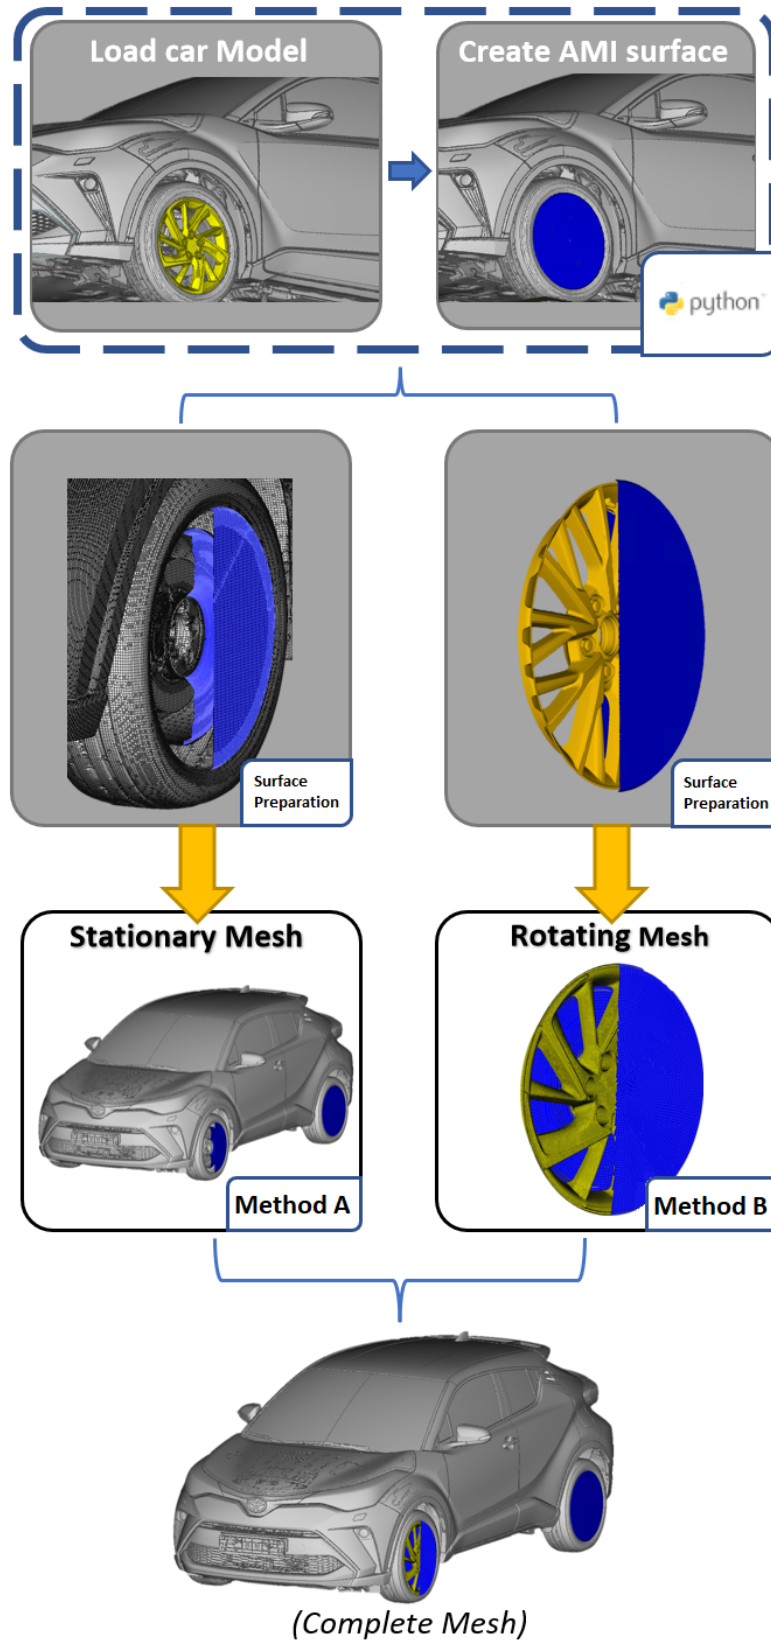 Load car Model
Create AMI surface
python
Surface
Preparation
Surface
Preparation
Stationary Mesh
Rotating Mesh
Method A
Method B
(Complete Mesh)